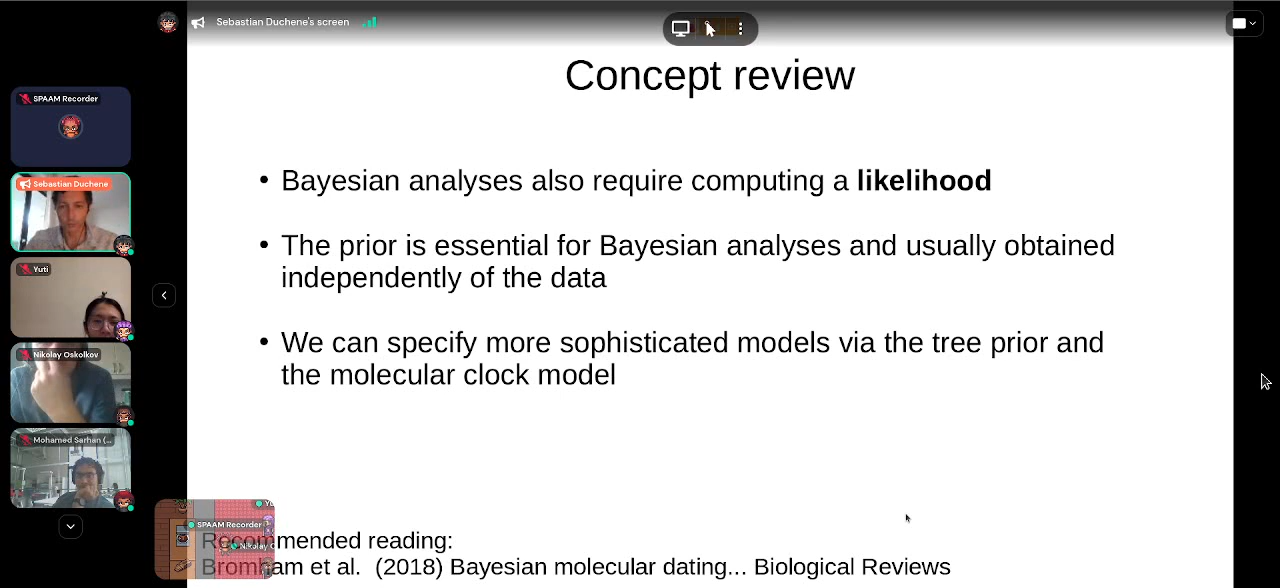 Sebastian Duchene's screen
Concept review
SPAAM Recorder
Sebastian Duchene
Yuti
Nikolay Oskolkov
Mohamed Sarhan (...
• Bayesian analyses also require computing a likelihood
• The prior is essential for Bayesian analyses and usually obtained
independently of the data
• We can specify more sophisticated models via the tree prior and
the molecular clock model
SPAAM Recorder
Nikolay O
Recommended reading:
Bromham et al. (2018) Bayesian molecular dating... Biological Reviews